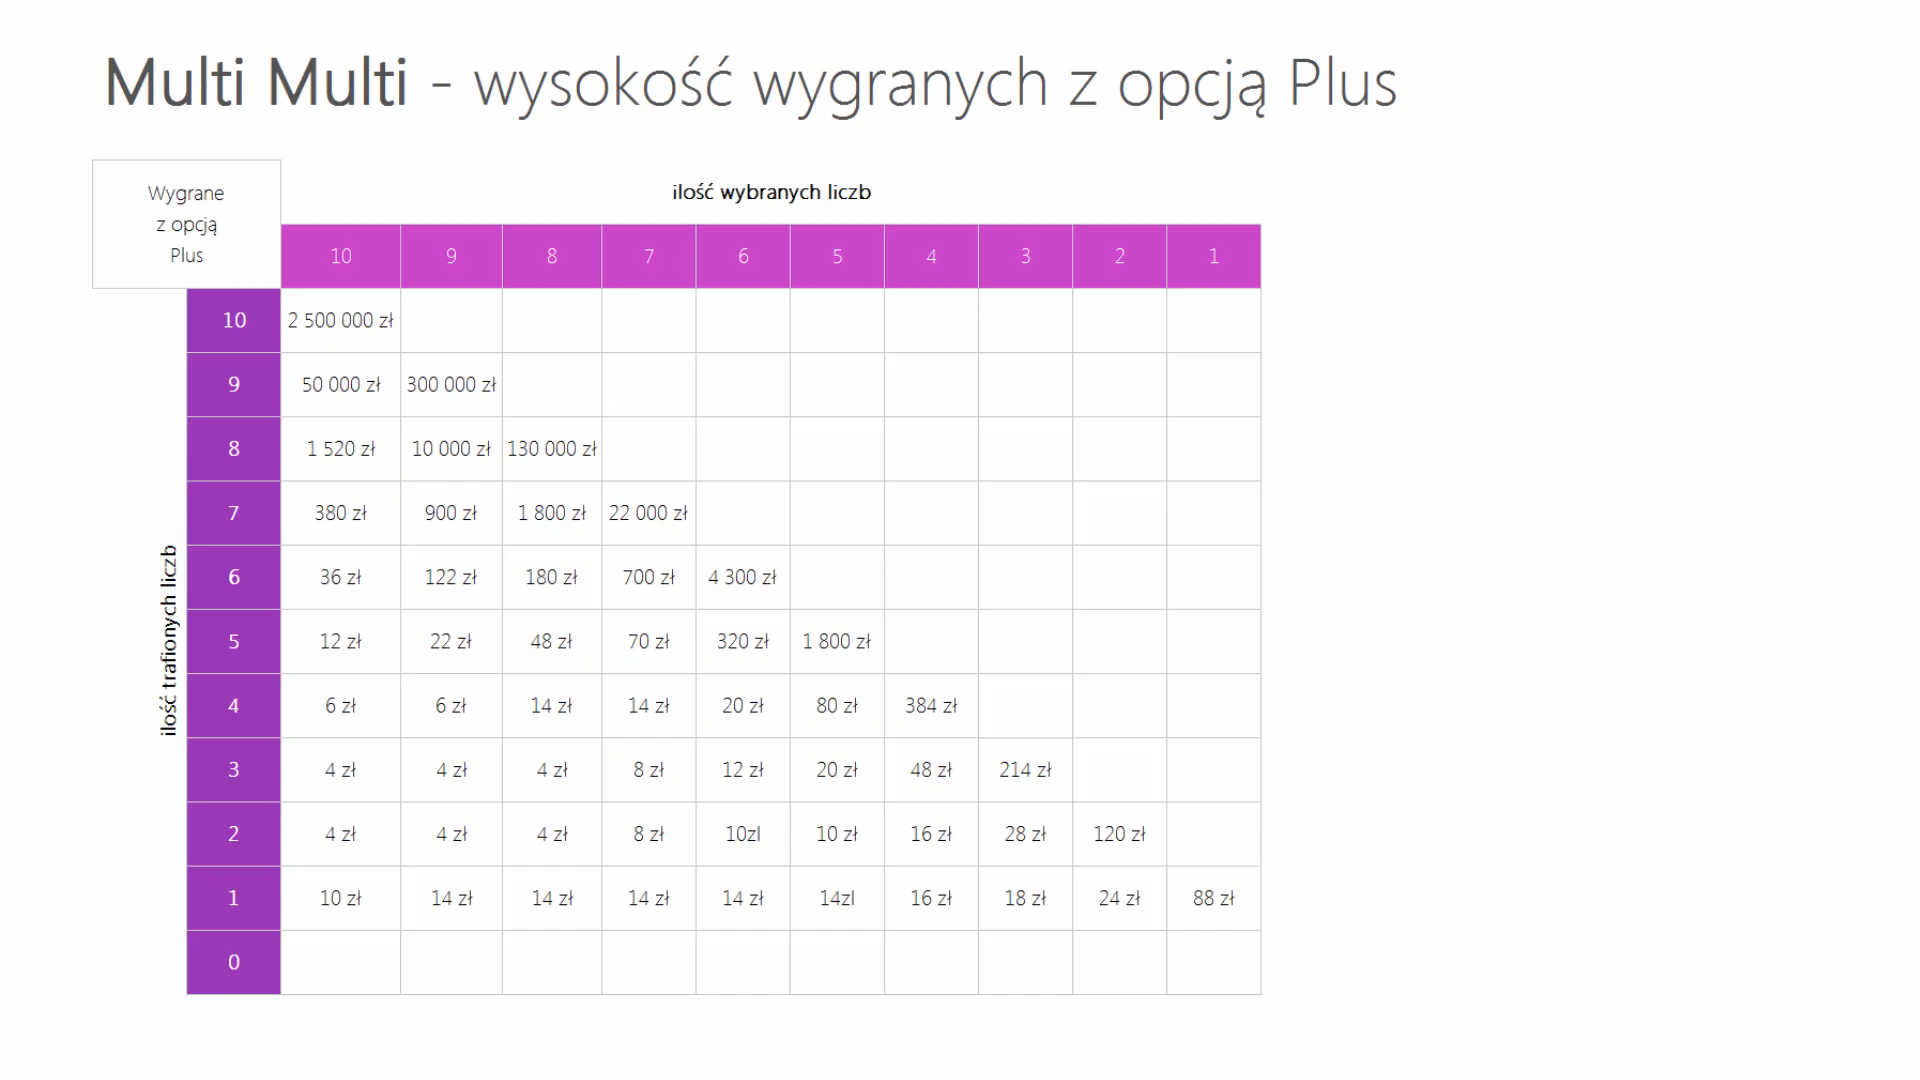 Multi Multi - wysokość wygranych z opcją Plus
Wygrane
z opcją
Plus
ilość wybranych liczb
10 9 8 7 6 5 4 3 2 1
ilość trafionych liczb
10 2 500 000 zł
9 50 000 zł 300 000 zł
8 1 520 zł 10 000 zł 130 000 zł
7 380 zł 900 zł 1 800 zł 22 000 zł
6 36 zł 122 zł 180 zł 700 zł 4 300 zł
5 12 zł 22 zł 48 zł 70 zł 320 zł 1 800 zł
4 6 zł 6 zł 14 zł 14 zł 20 zł 80 zł 384 zł
3 4 zł 4 zł 4 zł 8 zł 12 zł 20 zł 48 zł 214 zł
2 4 zł 4 zł 4 zł 8 zł 10zl 10 zł 16 zł 28 zł 120 zł
1 10 zł 14 zł 14 zł 14 zł 14 zł 14zl 16 zł 18 zł 24 zł 88 zł
0